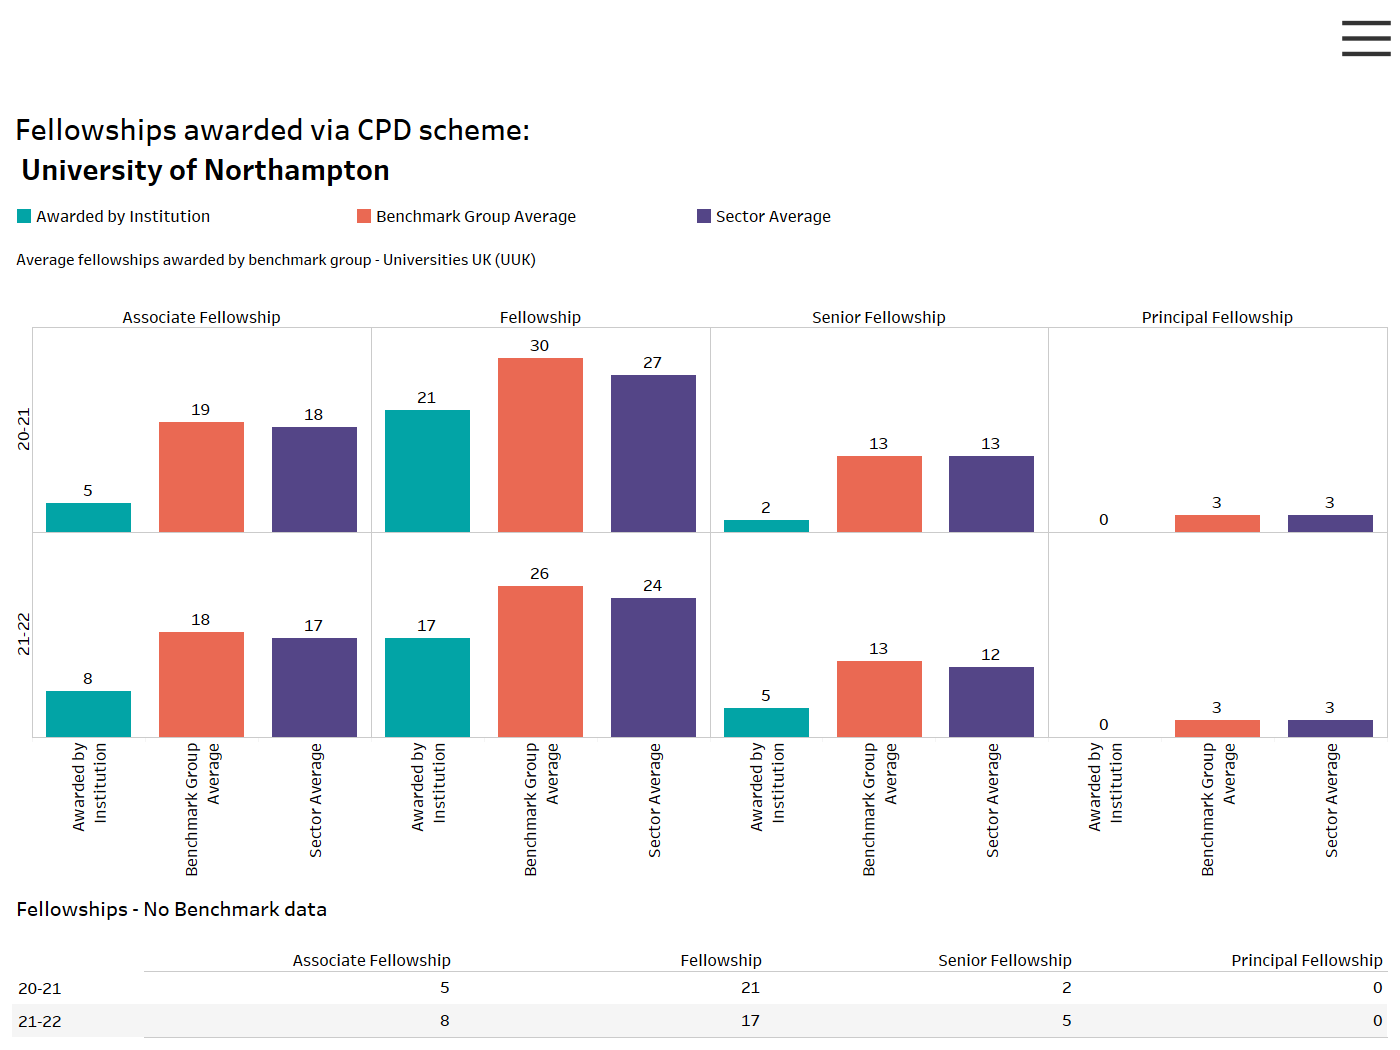 Fellowships awarded via CPD scheme:
University of Northampton
Awarded by Institution Benchmark Group Average Sector Average
Average fellowships awarded by benchmark group - Universities UK (UUK)
Associate Fellowship Fellowship Senior Fellowship Principal Fellowship
20-21
5 19 18 21 30 27 2 13 13 0 3 3
21-22
8 18 17 17 26 24 5 13 12 0 3 3
Awarded by
Institution
Benchmark Group
Average
Sector Average
Awarded by
Institution
Benchmark Group
Average
Sector Average
Awarded by
Institution
Benchmark Group
Average
Sector Average
Awarded by
Institution
Benchmark Group
Average
Sector Average
Fellowships - No Benchmark data
Associate Fellowship Fellowship Senior Fellowship Principal Fellowship
20-21 5 21 2 0
21-22 8 17 5 0